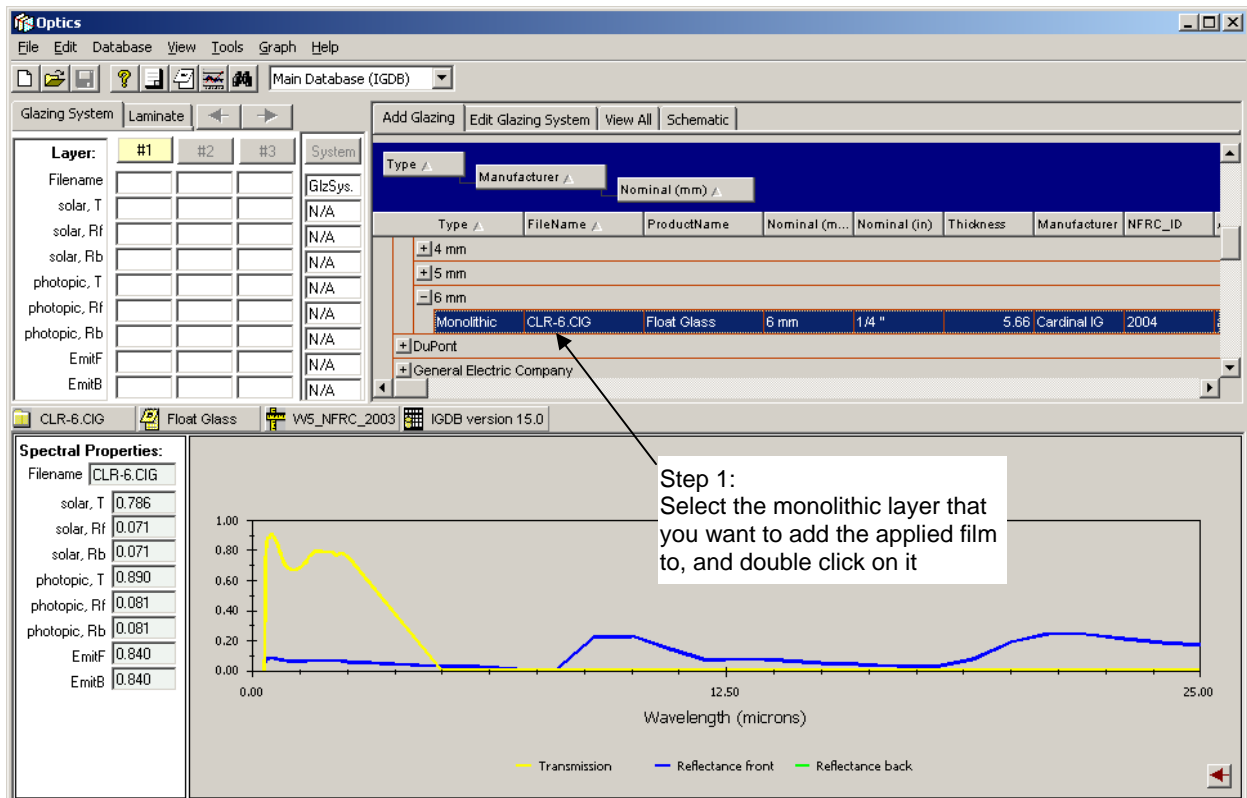 Optics
File Edit Database View Tools Graph Help
Main Database (IGDB)
Glazing System Laminate
Add Glazing Edit Glazing System View All Schematic
Layer: #1 #2 #3 System
Filename GlzSys.
solar, T N/A
solar, Rf N/A
solar, Rb N/A
photopic, T N/A
photopic, Rf N/A
photopic, Rb N/A
EmitF N/A
EmitB N/A
Type
Manufacturer
Nominal (mm)
Type FileName ProductName Nominal (m... Nominal (in) Thickness Manufacturer NFRC_ID
4 mm
5 mm
6 mm
Monolithic CLR-6.CIG Float Glass 6 mm 1/4 " 5.66 Cardinal IG 2004
DuPont
General Electric Company
CLR-6.CIG Float Glass W5_NFRC_2003 IGDB version 15.0
Spectral Properties:
Filename CLR-6.CIG
solar, T 0.786
solar, Rf 0.071
solar, Rb 0.071
photopic, T 0.890
photopic, Rf 0.081
photopic, Rb 0.081
EmitF 0.840
EmitB 0.840
Step 1:
Select the monolithic layer that
you want to add the applied film
to, and double click on it
1.00
0.80
0.60
0.40
0.20
0.00
0.00 12.50 25.00
Wavelength (microns)
Transmission Reflectance front Reflectance back